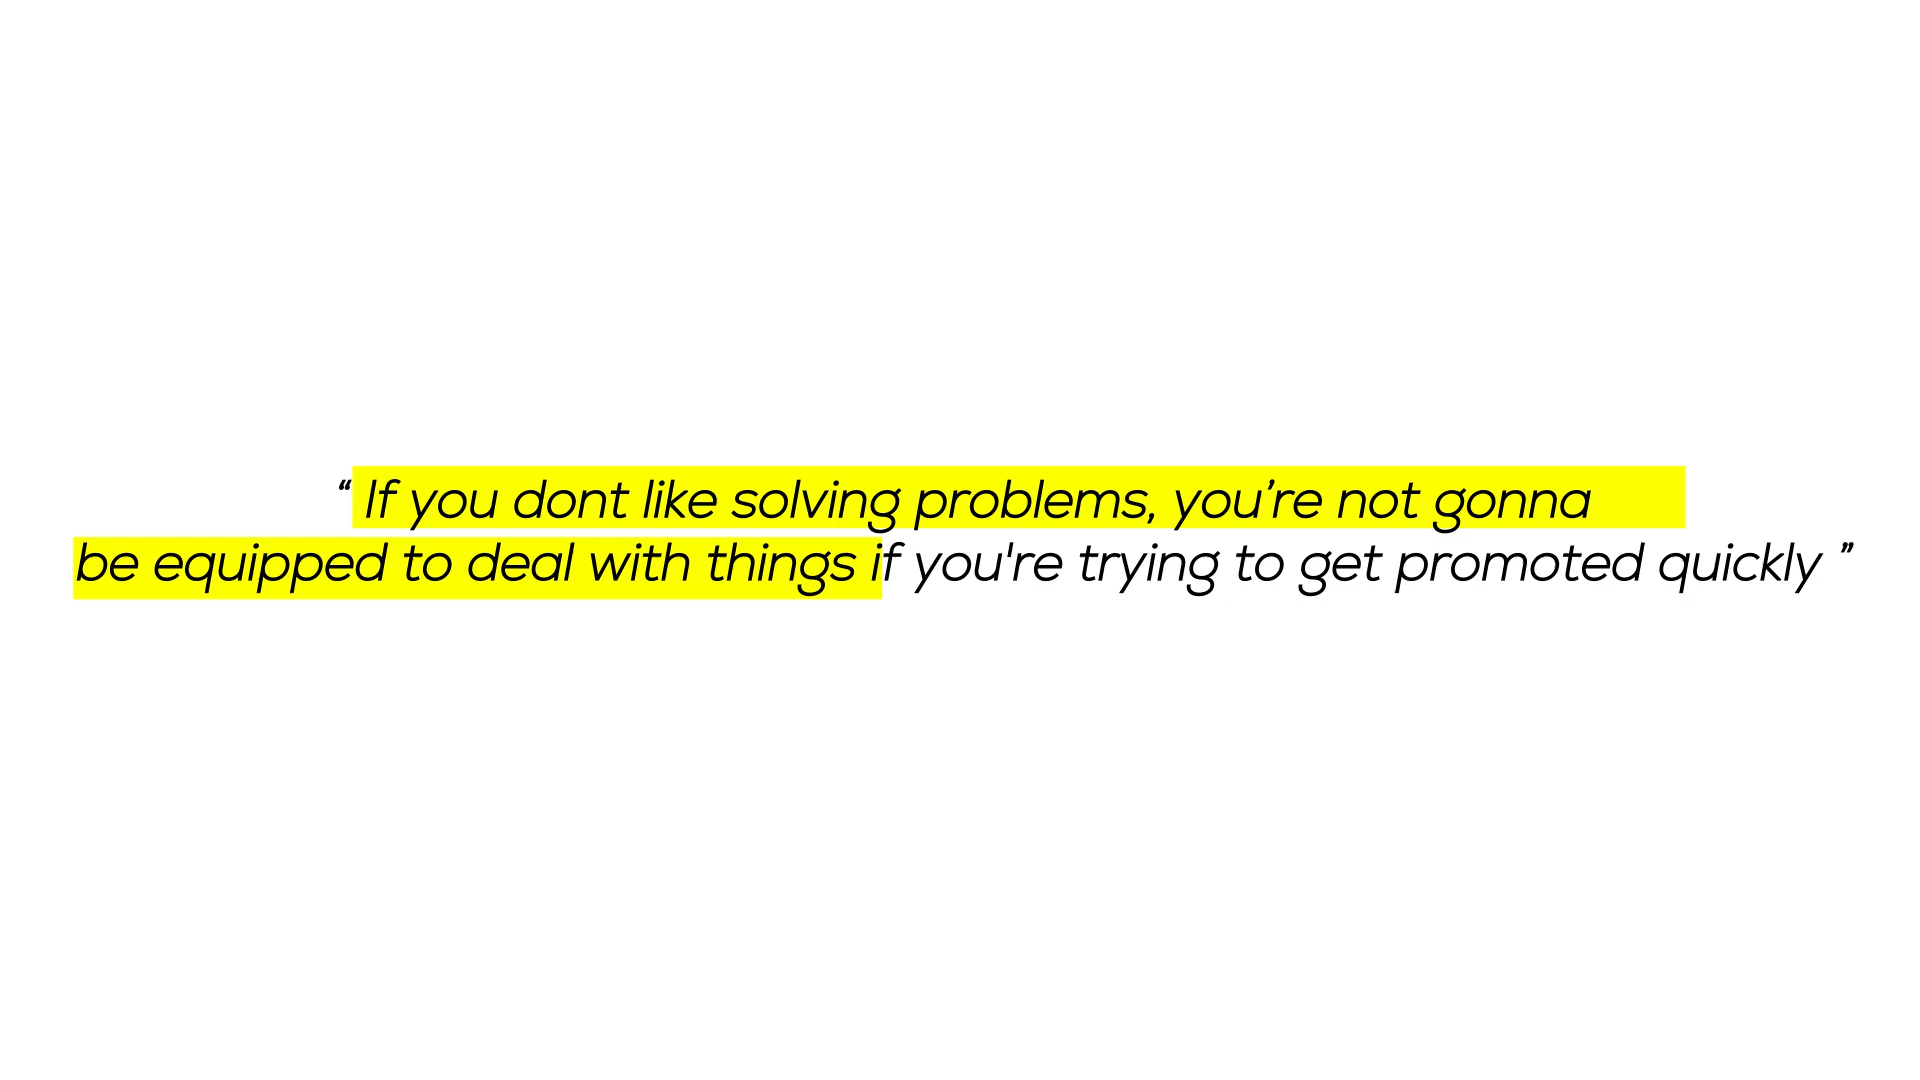 “ If you dont like solving problems, you’re not gonna
be equipped to deal with things if you're trying to get promoted quickly ”